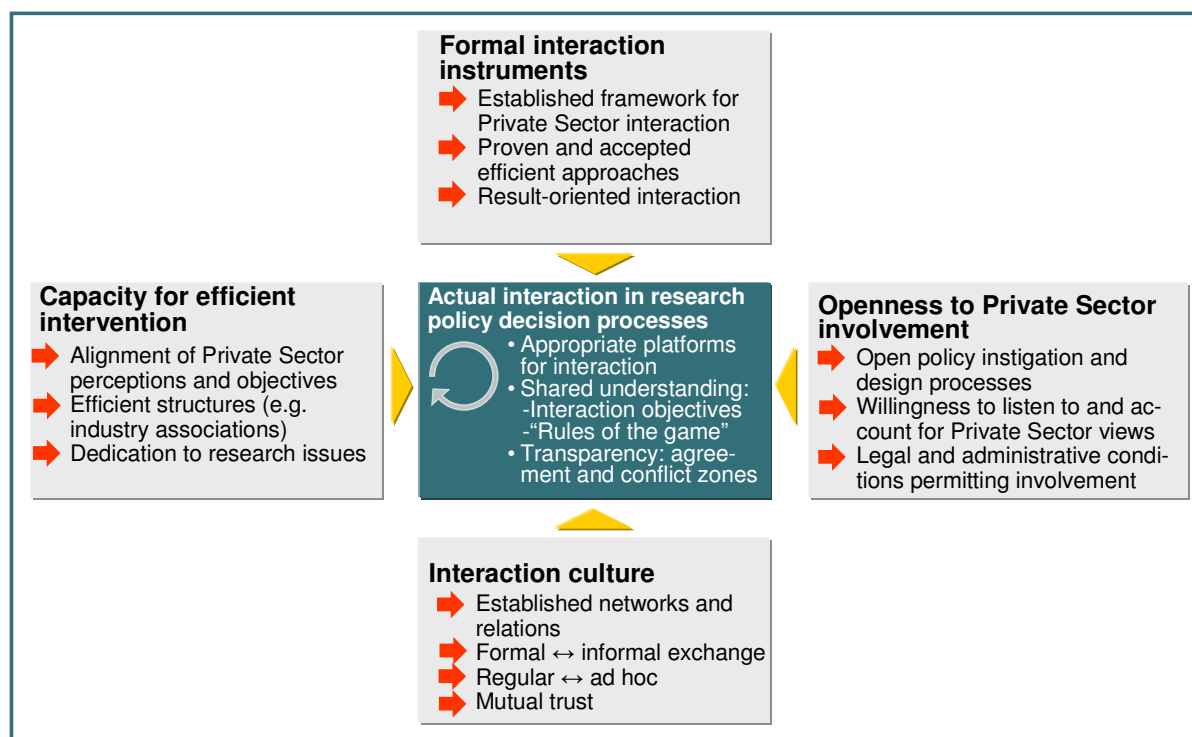 Formal interaction
instruments
Established framework for
Private Sector interaction
Proven and accepted
efficient approaches
Result-oriented interaction
Capacity for efficient
intervention
Alignment of Private Sector
perceptions and objectives
Efficient structures (e.g.
industry associations)
Dedication to research issues
Actual interaction in research
policy decision processes
• Appropriate platforms
for interaction
• Shared understanding:
-Interaction objectives
-“Rules of the game”
• Transparency: agree-
ment and conflict zones
Openness to Private Sector
involvement
Open policy instigation and
design processes
Willingness to listen to and ac-
count for Private Sector views
Legal and administrative condi-
tions permitting involvement
Interaction culture
Established networks and
relations
Formal ↔ informal exchange
Regular ↔ ad hoc
Mutual trust